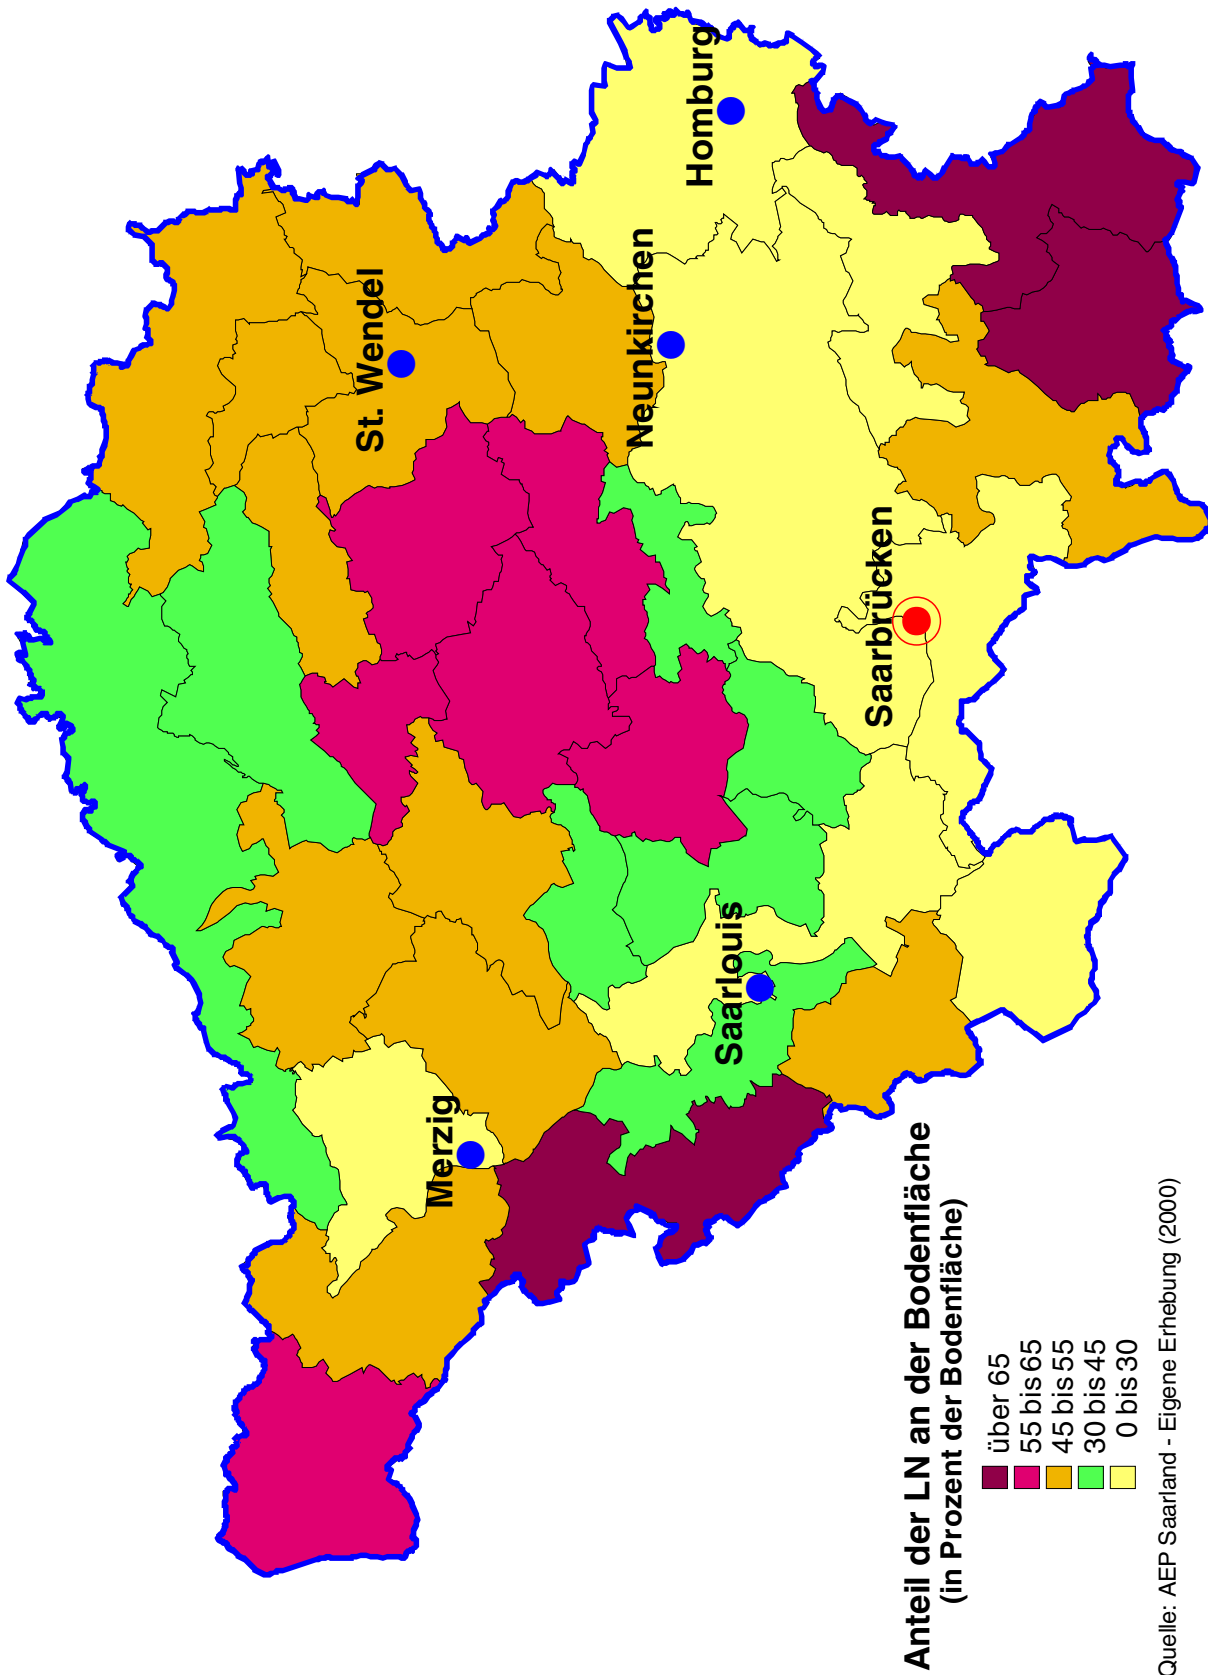 St. Wendel
Homburg
Neunkirchen
Merzig
Saarlouis
Saarbrücken
Anteil der LN an der Bodenfläche
(in Prozent der Bodenfläche)
über 65
55 bis 65
45 bis 55
30 bis 45
0 bis 30
Quelle: AEP Saarland - Eigene Erhebung (2000)